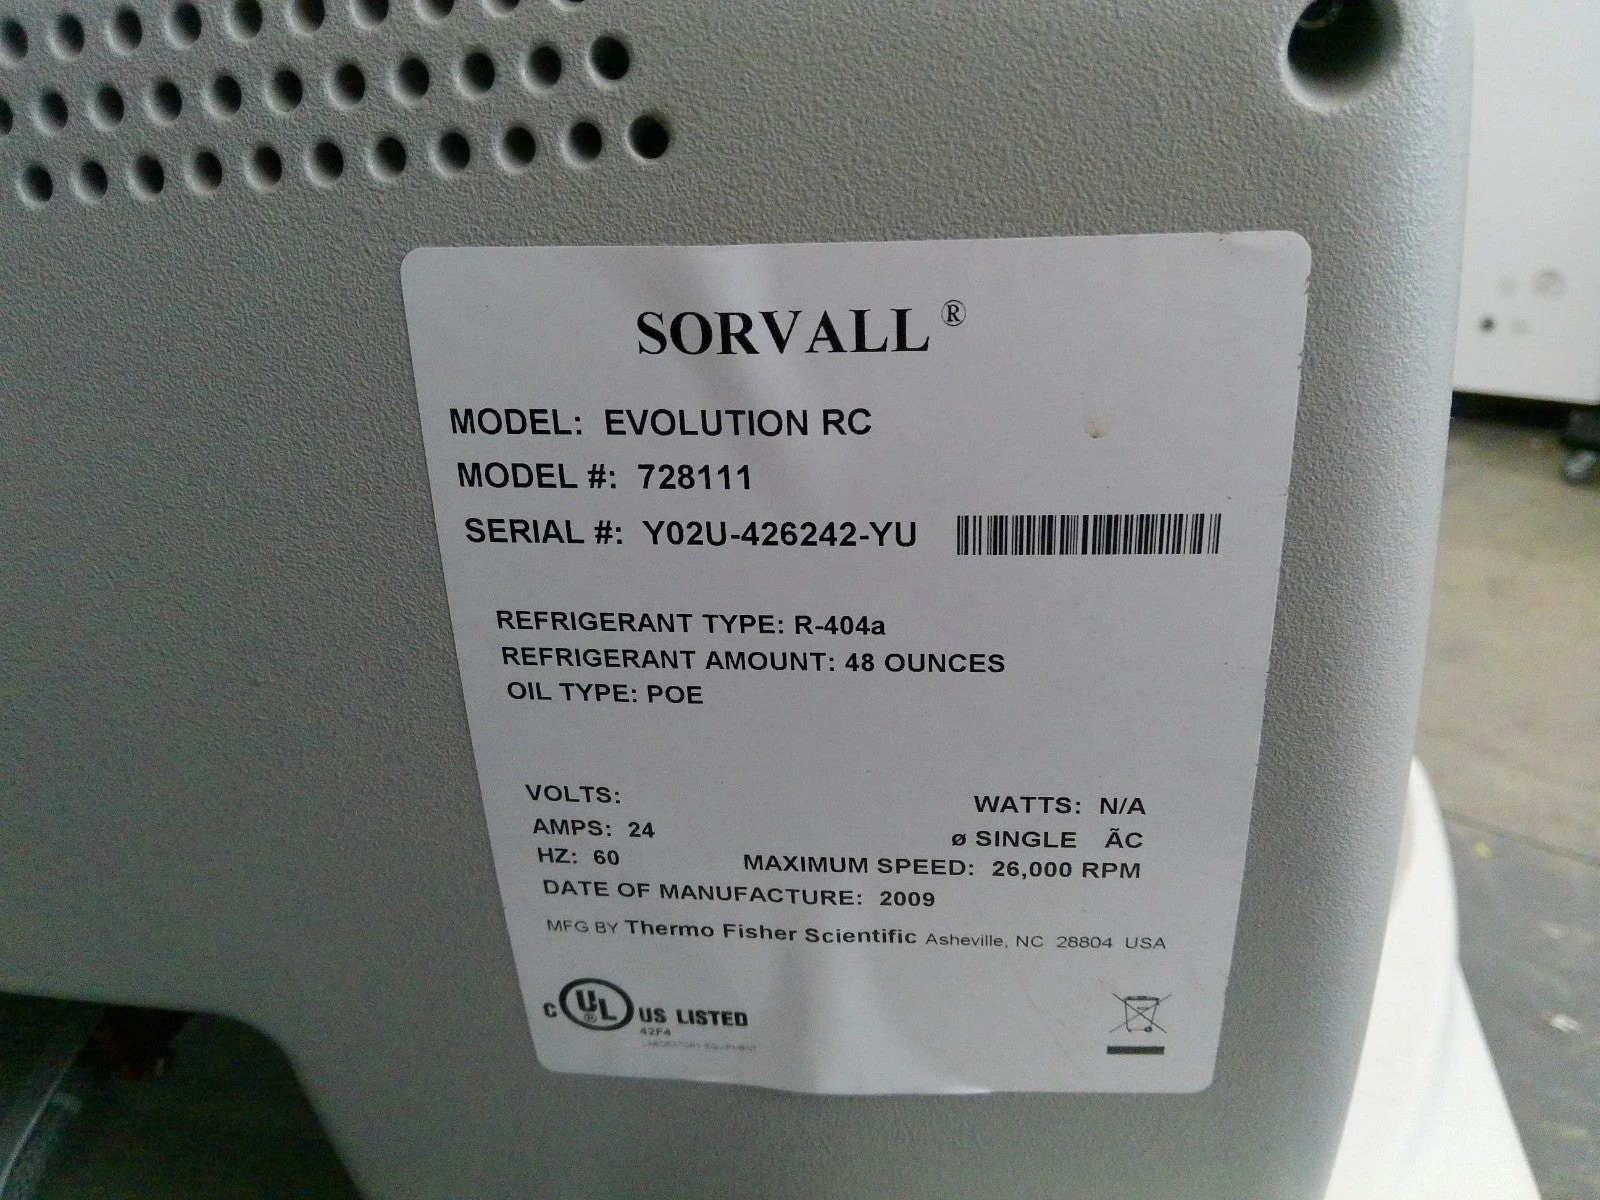 SORVALL ®
MODEL: EVOLUTION RC
MODEL #: 728111
SERIAL #: Y02U-426242-YU
REFRIGERANT TYPE: R-404a
REFRIGERANT AMOUNT: 48 OUNCES
OIL TYPE: POE
VOLTS: WATTS: N/A
AMPS: 24 ø SINGLE ÃC
HZ: 60 MAXIMUM SPEED: 26,000 RPM
DATE OF MANUFACTURE: 2009
MFG BY Thermo Fisher Scientific Asheville, NC 28804 USA
C UL ® US LISTED
42F4
LABORATORY EQUIPMENT